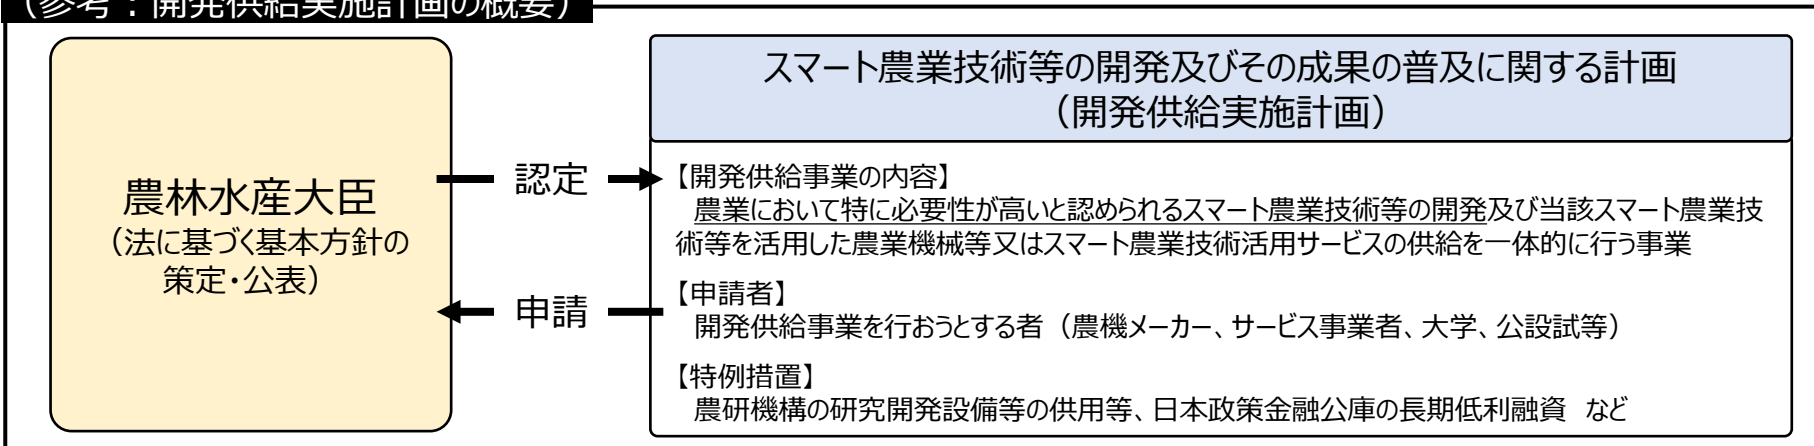 （参考：開発供給実施計画の概要）
農林水産大臣
（法に基づく基本方針の
策定・公表）
認定
申請
スマート農業技術等の開発及びその成果の普及に関する計画
（開発供給実施計画）
【開発供給事業の内容】
農業において特に必要性が高いと認められるスマート農業技術等の開発及び当該スマート農業技
術等を活用した農業機械等又はスマート農業技術活用サービスの供給を一体的に行う事業
【申請者】
開発供給事業を行おうとする者（農機メーカー、サービス事業者、大学、公設試等）
【特例措置】
農研機構の研究開発設備等の供用等、日本政策金融公庫の長期低利融資　など